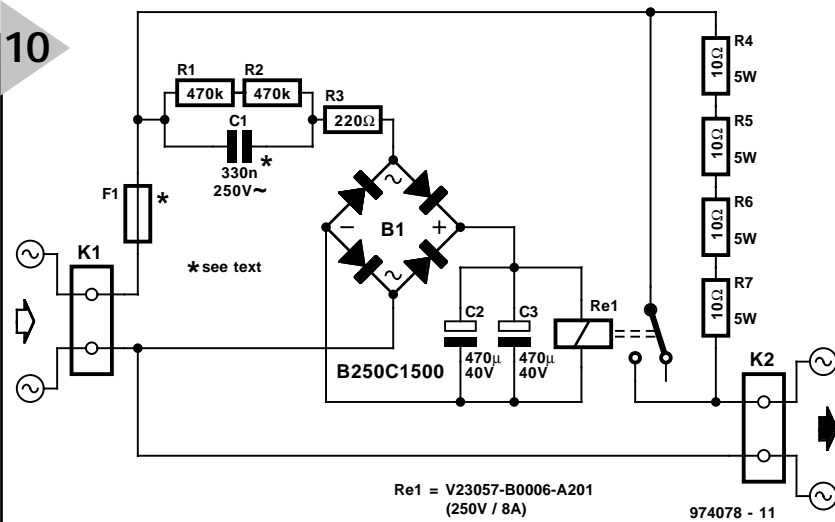 10
R1
R2
R3
R4
470k
470k
220Ω
10Ω
5W
C1
330n
250V~
*
R5
10Ω
5W
F1
*
B1
−
+
R6
10Ω
5W
K1
* see text
C2
C3
Re1
R7
10Ω
5W
470µ
40V
470µ
40V
B250C1500
K2
Re1 = V23057-B0006-A201
(250V / 8A)
974078 - 11